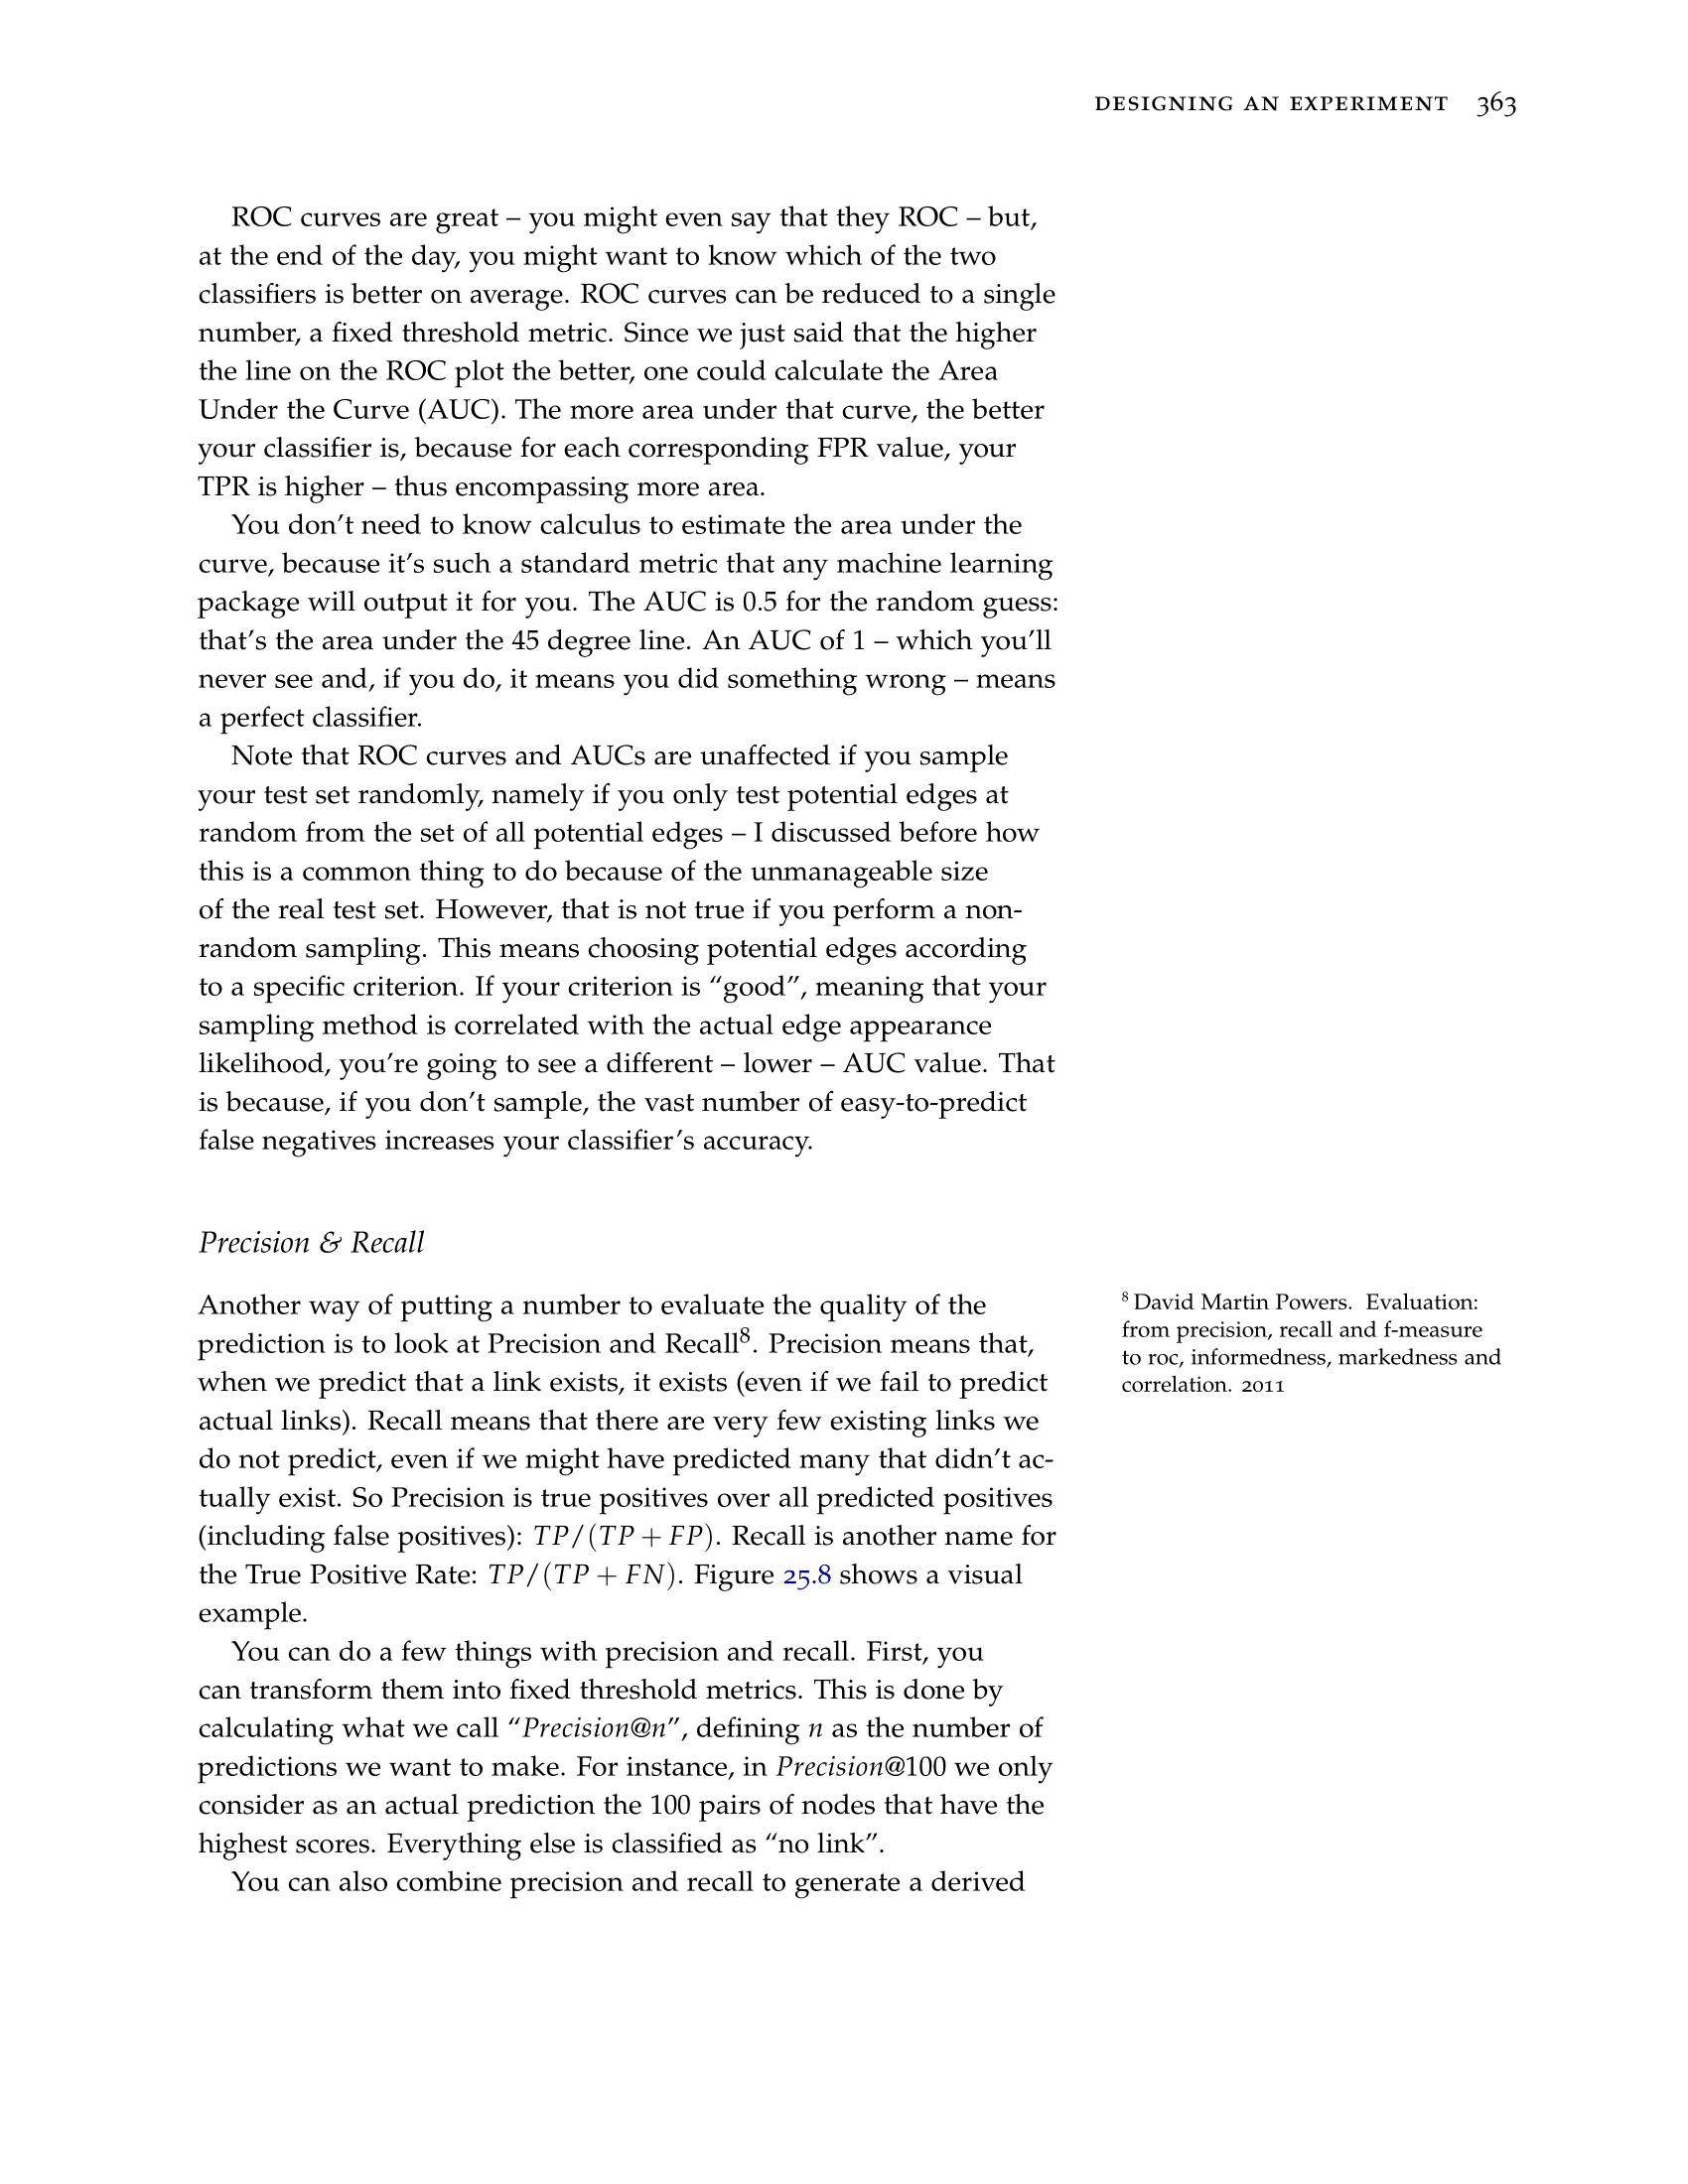 DESIGNING AN EXPERIMENT 363
ROC curves are great – you might even say that they ROC – but,
at the end of the day, you might want to know which of the two
classifiers is better on average. ROC curves can be reduced to a single
number, a fixed threshold metric. Since we just said that the higher
the line on the ROC plot the better, one could calculate the Area
Under the Curve (AUC). The more area under that curve, the better
your classifier is, because for each corresponding FPR value, your
TPR is higher – thus encompassing more area.
You don’t need to know calculus to estimate the area under the
curve, because it’s such a standard metric that any machine learning
package will output it for you. The AUC is 0.5 for the random guess:
that’s the area under the 45 degree line. An AUC of 1 – which you’ll
never see and, if you do, it means you did something wrong – means
a perfect classifier.
Note that ROC curves and AUCs are unaffected if you sample
your test set randomly, namely if you only test potential edges at
random from the set of all potential edges – I discussed before how
this is a common thing to do because of the unmanageable size
of the real test set. However, that is not true if you perform a non-
random sampling. This means choosing potential edges according
to a specific criterion. If your criterion is “good”, meaning that your
sampling method is correlated with the actual edge appearance
likelihood, you’re going to see a different – lower – AUC value. That
is because, if you don’t sample, the vast number of easy-to-predict
false negatives increases your classifier’s accuracy.
Precision & Recall
Another way of putting a number to evaluate the quality of the
prediction is to look at Precision and Recall⁸. Precision means that,
when we predict that a link exists, it exists (even if we fail to predict
actual links). Recall means that there are very few existing links we
do not predict, even if we might have predicted many that didn’t ac-
tually exist. So Precision is true positives over all predicted positives
(including false positives): TP/(TP + FP). Recall is another name for
the True Positive Rate: TP/(TP + FN). Figure 25.8 shows a visual
example.
You can do a few things with precision and recall. First, you
can transform them into fixed threshold metrics. This is done by
calculating what we call “Precision@n”, defining n as the number of
predictions we want to make. For instance, in Precision@100 we only
consider as an actual prediction the 100 pairs of nodes that have the
highest scores. Everything else is classified as “no link”.
You can also combine precision and recall to generate a derived
⁸ David Martin Powers. Evaluation:
from precision, recall and f-measure
to roc, informedness, markedness and
correlation. 2011